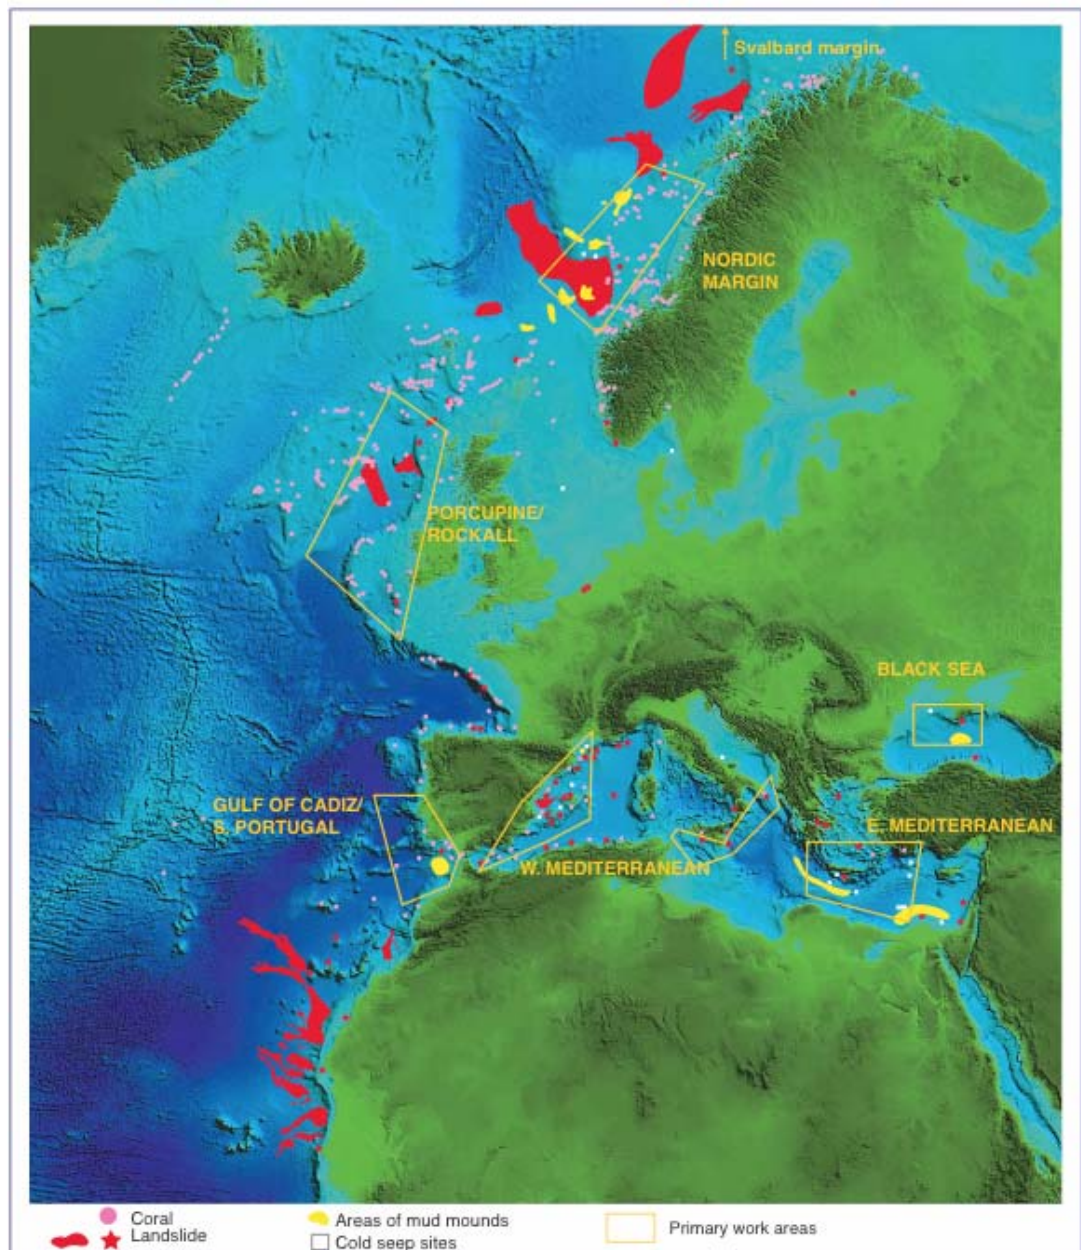 Svalbard margin
NORDIC
MARGIN
PORCUPINE/
ROCKALL
BLACK SEA
GULF OF CADIZ/
S. PORTUGAL
E. MEDITERRANEAN
W. MEDITERRANEAN
Coral
Landslide
Areas of mud mounds
Cold seep sites
Primary work areas